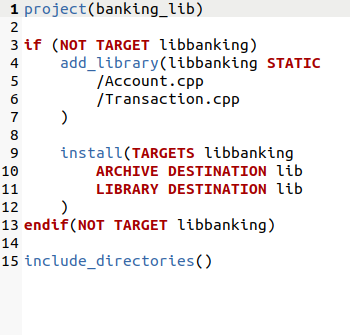 1 project(banking_lib)
2
3 if (NOT TARGET libbanking)
4     add_library(libbanking STATIC
5         /Account.cpp
6         /Transaction.cpp
7     )
8
9     install(TARGETS libbanking
10         ARCHIVE DESTINATION lib
11         LIBRARY DESTINATION lib
12     )
13 endif(NOT TARGET libbanking)
14
15 include_directories()